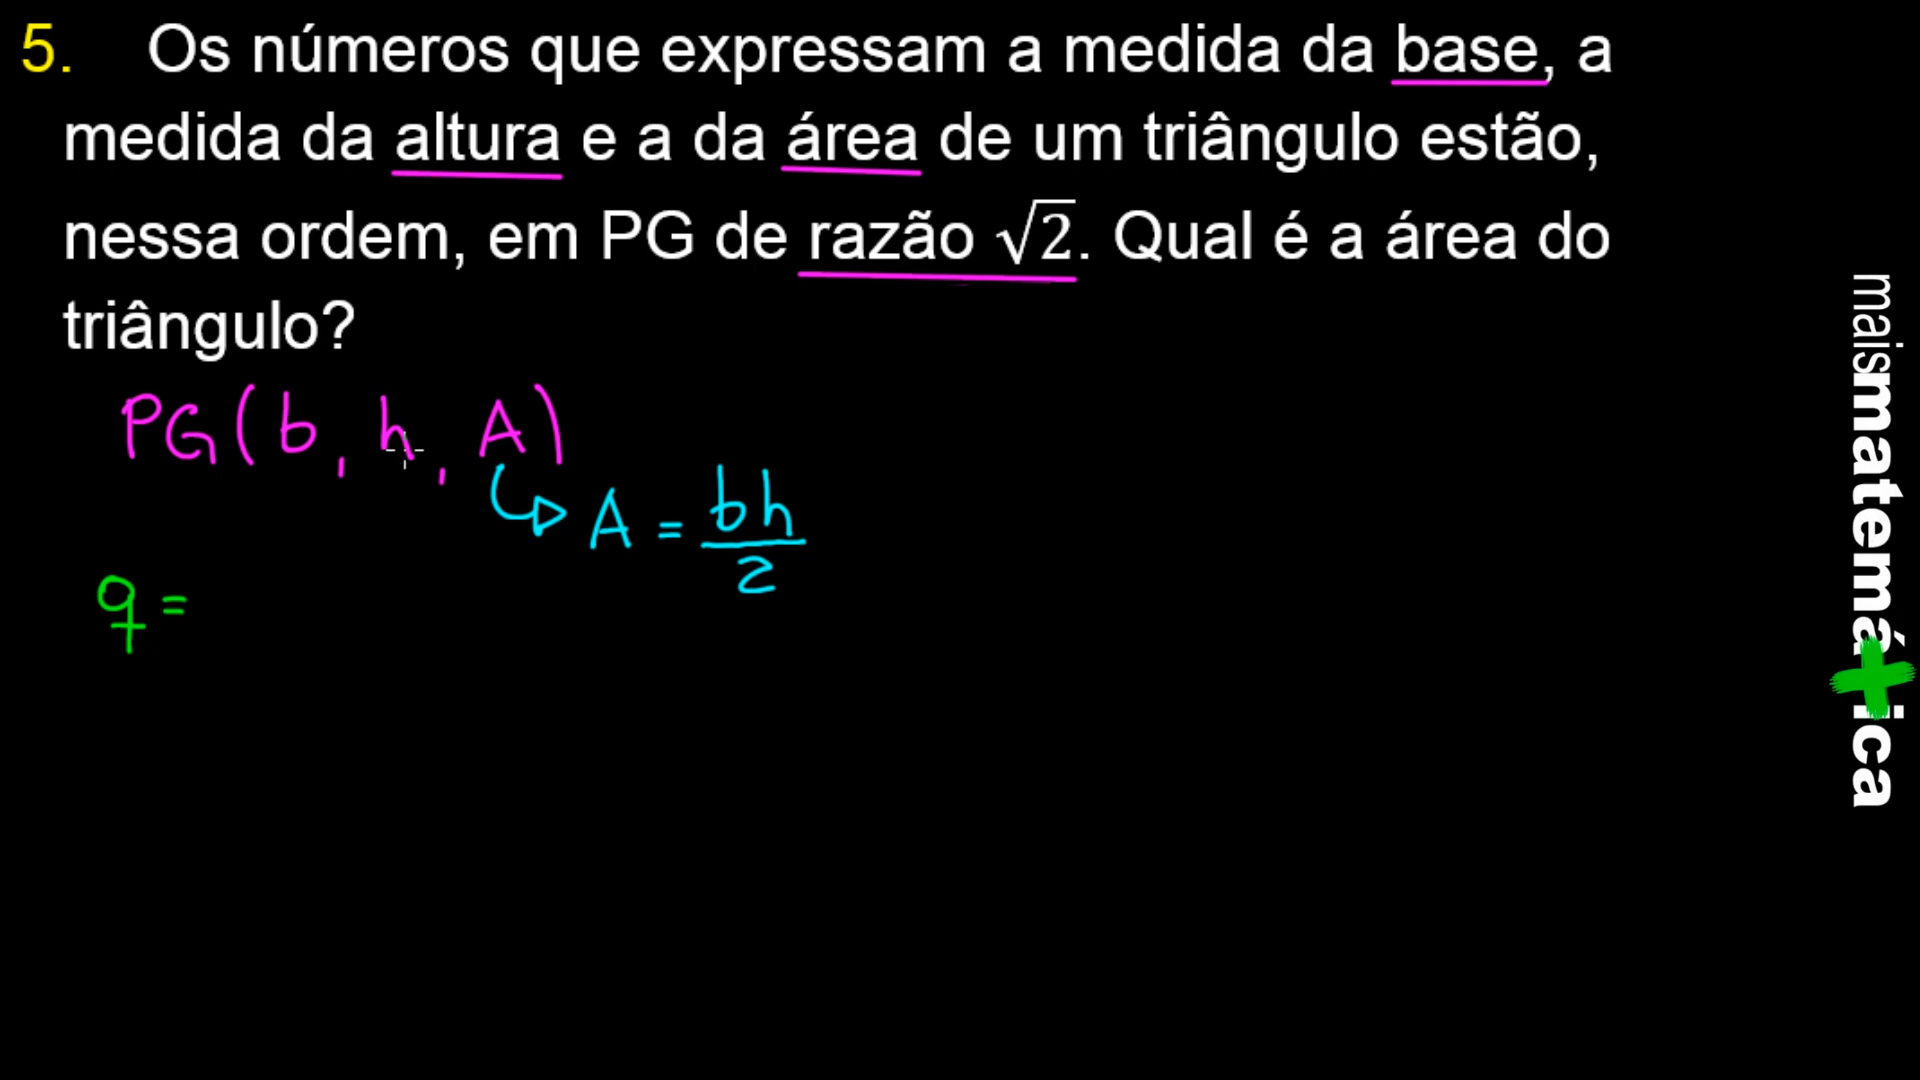 5. Os números que expressam a medida da base, a
medida da altura e a da área de um triângulo estão,
nessa ordem, em PG de razão √2. Qual é a área do
triângulo?
PG(b, h, A)
A = bh/2
q =
maismatemática